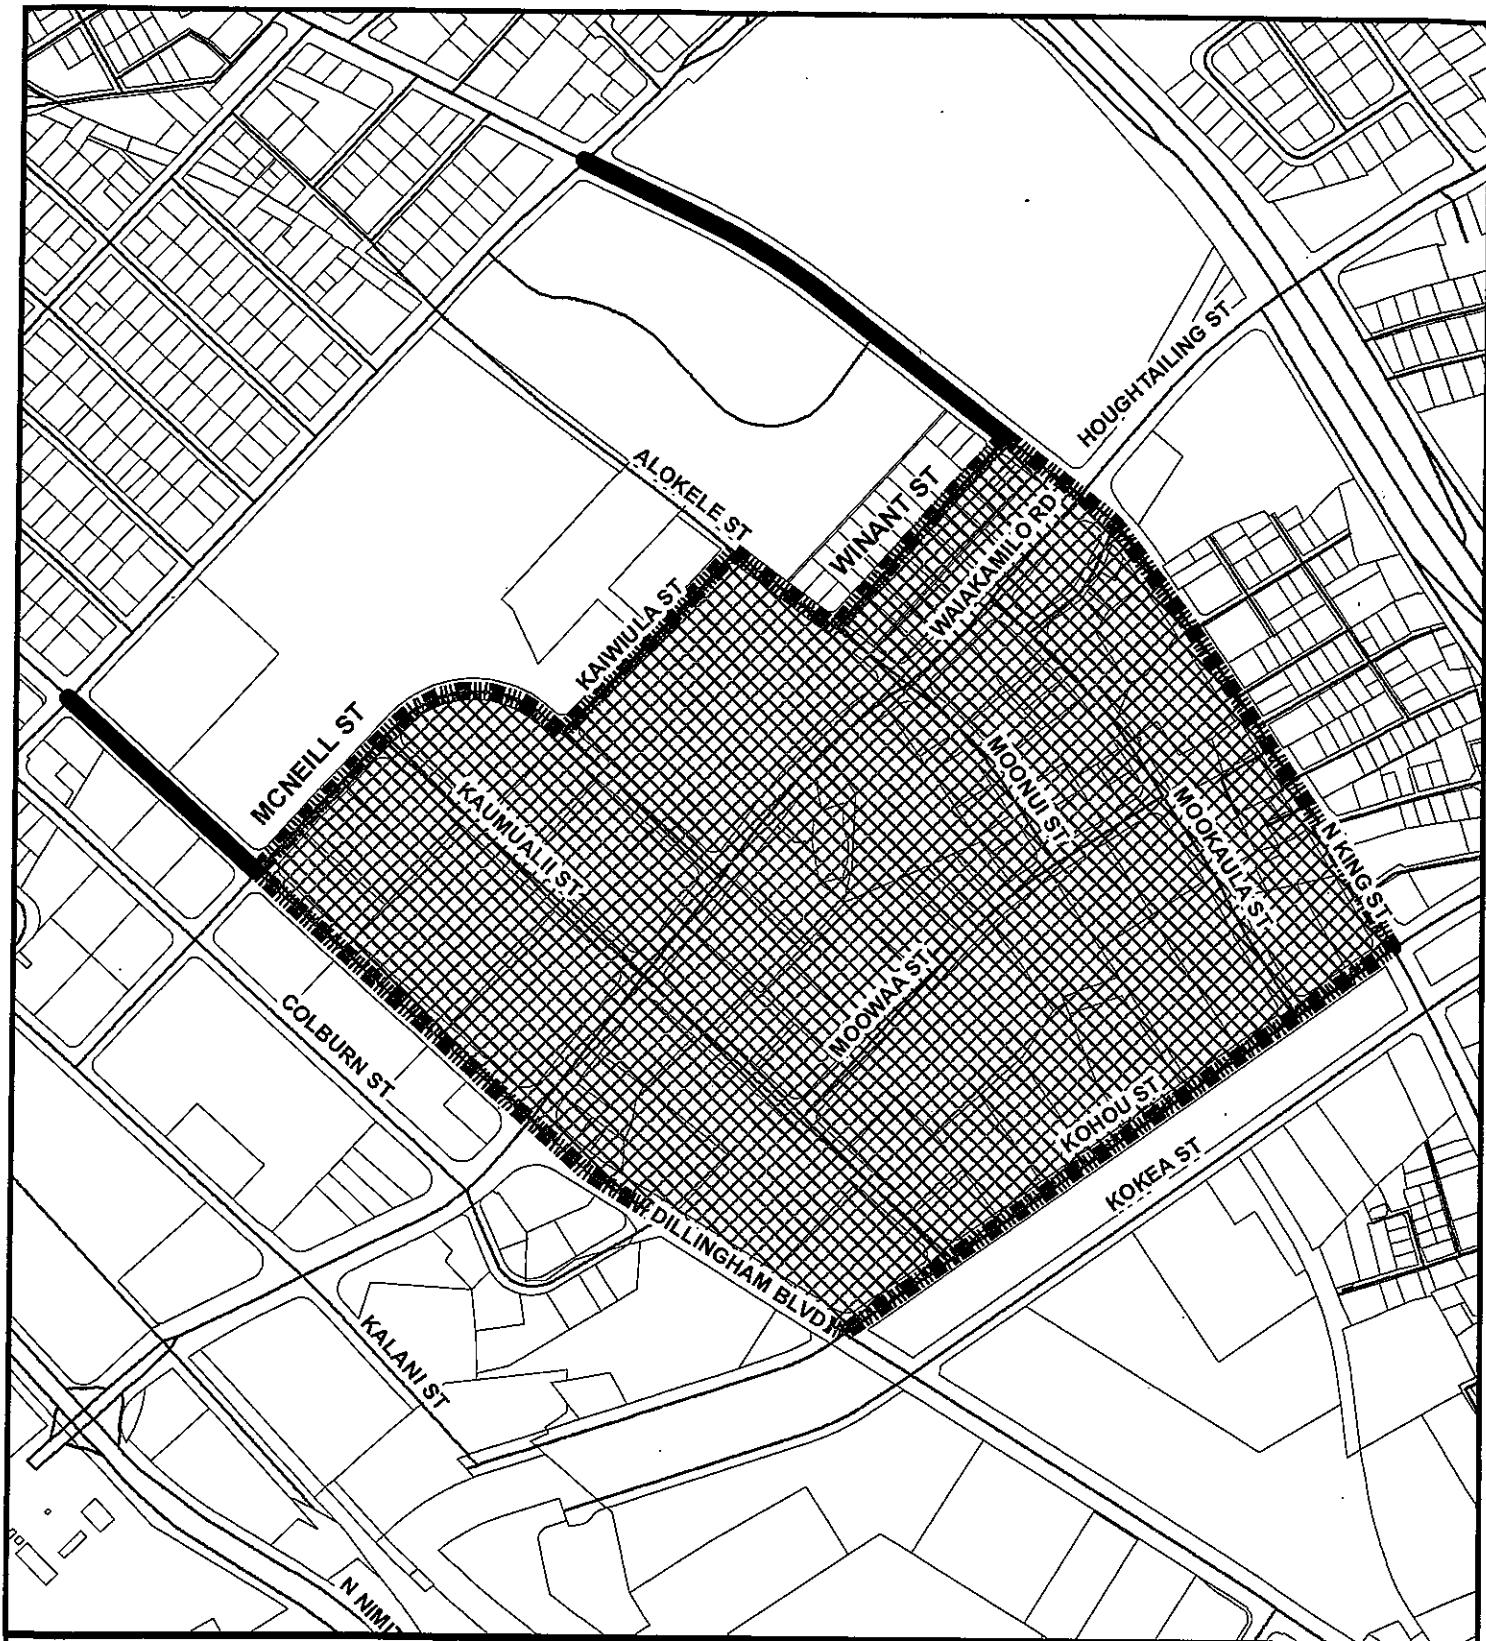 HOUGHTAILING ST
ALOKELE ST
WINANT ST
WAIAKAMILO RD
KAIWIULA ST
MCNEILL ST
MOONUI ST
KAUMUALII ST
MOOKAULA ST
N KING ST
MOOWAA ST
COLBURN ST
KOHOU ST
KOKEA ST
DILLINGHAM BLVD
KALANI ST
N NIMIT